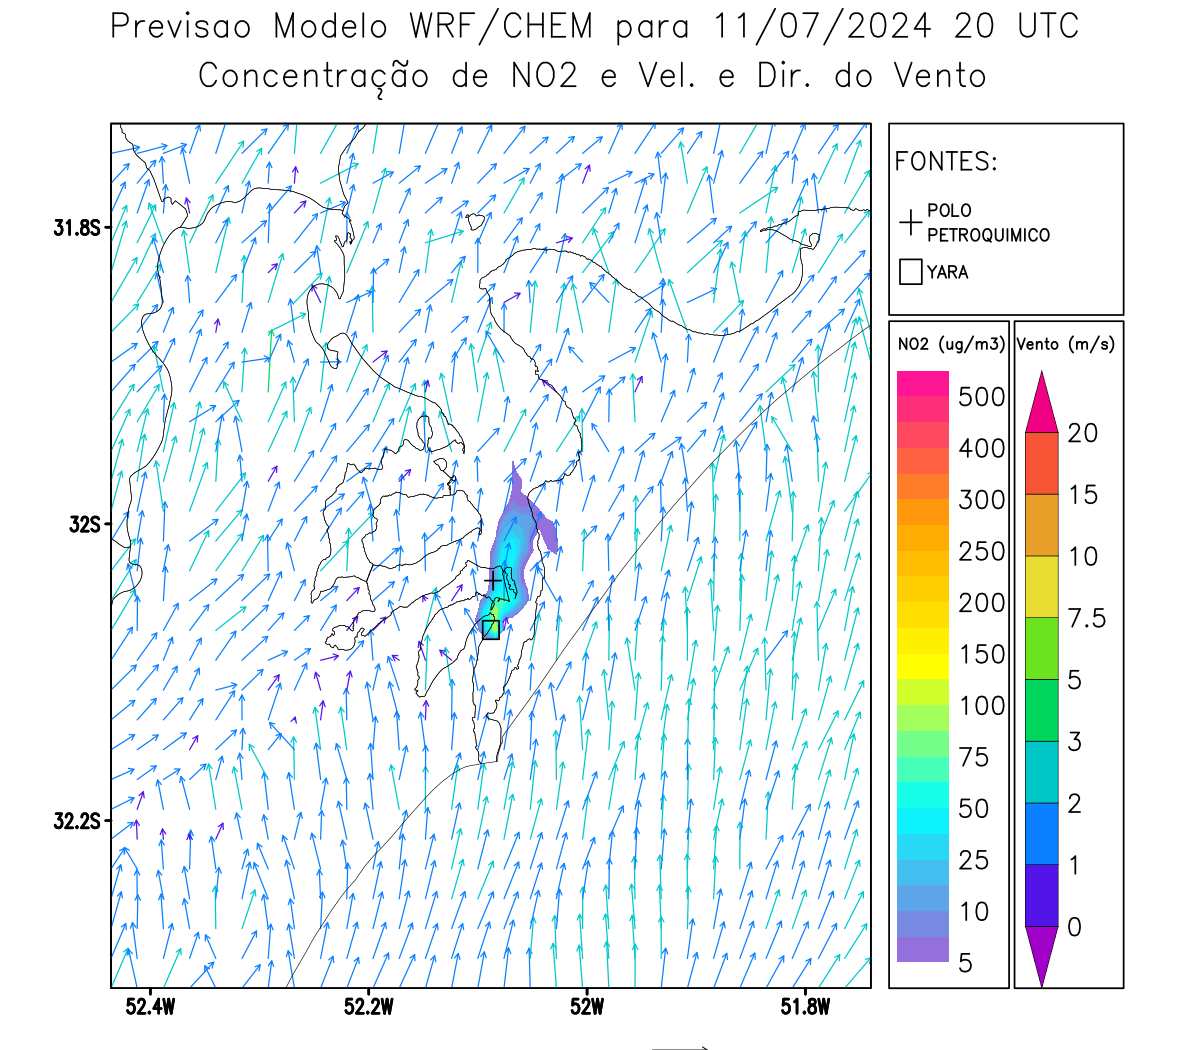 Previsao Modelo WRF/CHEM para 11/07/2024 20 UTC
Concentração de NO2 e Vel. e Dir. do Vento
FONTES:
POLO
PETROQUIMICO
YARA
NO2 (ug/m3)
500
400
300
250
200
150
100
75
50
25
10
5
Vento (m/s)
20
15
10
7.5
5
3
2
1
0
31.8S
32S
32.2S
52.4W
52.2W
52W
51.8W